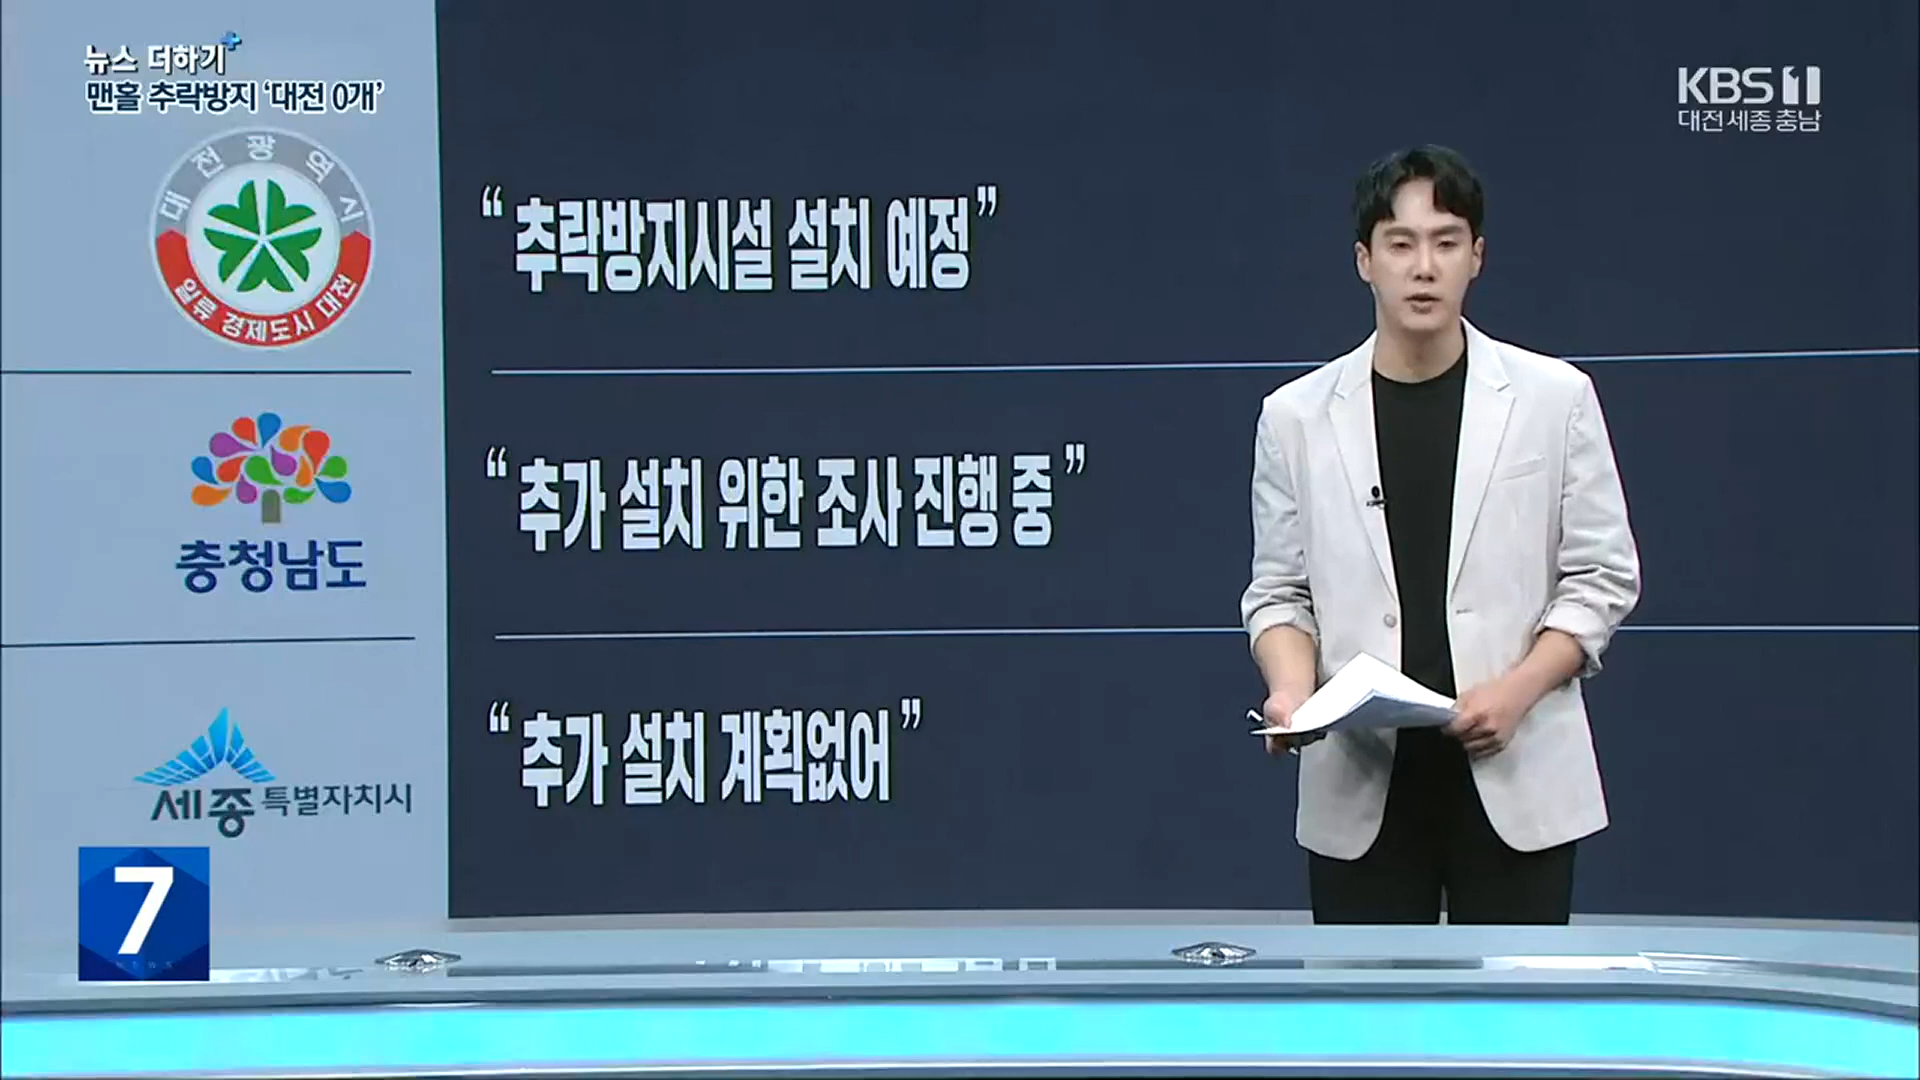 뉴스 더하기+
맨홀 추락방지 ‘대전 0개’
KBS 1
대전 세종 충남
대전광역시
일류 경제도시 대전
“추락방지시설 설치 예정”
충청남도
“추가 설치 위한 조사 진행 중”
세종특별자치시
“추가 설치 계획없어”
7
NEWS